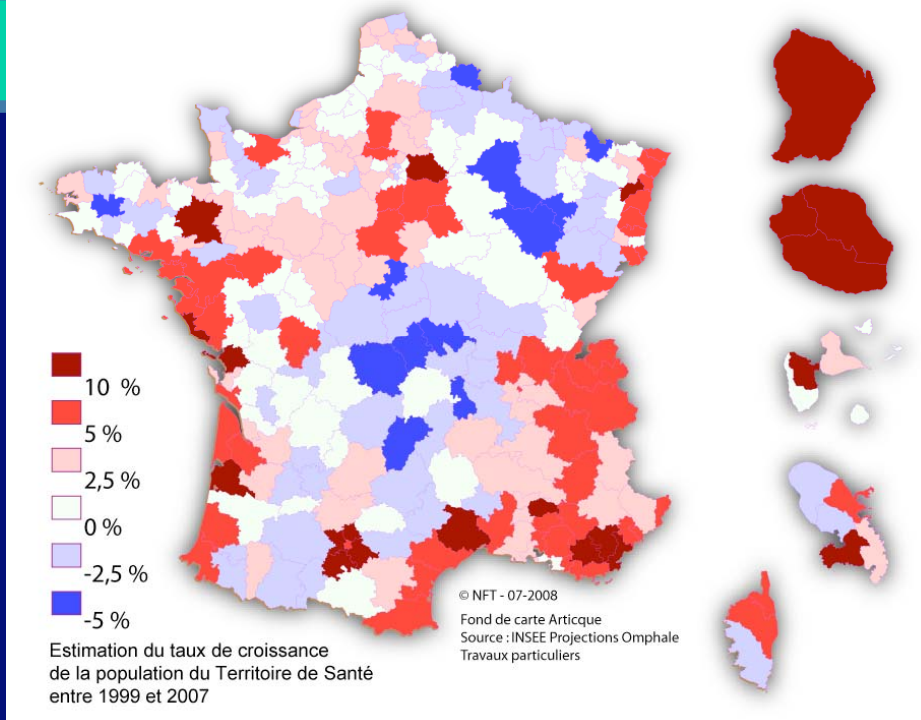 10 %
5 %
2,5 %
0 %
-2,5 %
-5 %
© NFT - 07-2008
Fond de carte Articque
Source : INSEE Projections Omphale
Travaux particuliers
Estimation du taux de croissance
de la population du Territoire de Santé
entre 1999 et 2007